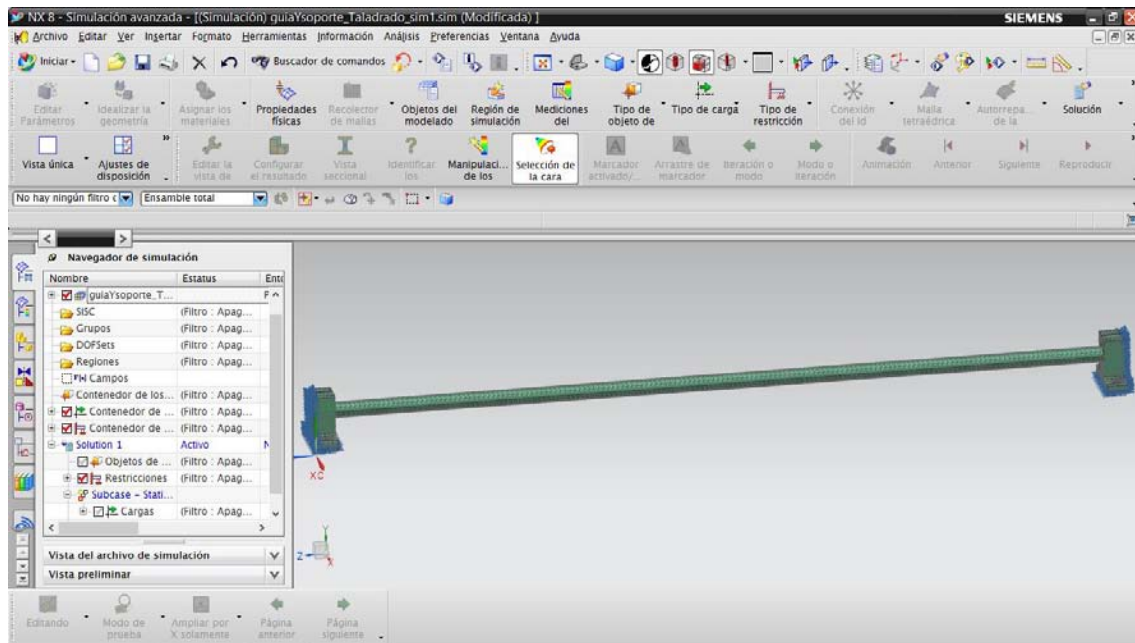 NX 8 - Simulación avanzada - [(Simulación) guiaYsoporte_Taladrado_sim1.sim (Modificada) ]
SIEMENS
Archivo Editar Ver Insertar Formato Herramientas Información Análisis Preferencias Ventana Ayuda
Iniciar Buscador de comandos
Editar Parámetros
Idealizar la geometría
Asignar los materiales
Propiedades físicas
Recolector de mallas
Objetos del modelado
Región de simulación
Mediciones del
Tipo de objeto de
Tipo de carga
Tipo de restricción
Conexión del ld
Malla tetraédrica
Autorrepa... de la
Solución
Vista única
Ajustes de disposición
Editar la vista de
Configurar el resultado
Vista seccional
Identificar los
Manipulaci... de los
Selección de la cara
Marcador activado/...
Arrastre de marcador
Iteración o modo
Modo o iteración
Animación
Anterior
Siguiente
Reproducir
No hay ningún filtro c
Ensamble total
Navegador de simulación
Nombre Estatus Ento
guiaYsoporte_T... F
SISC (Filtro : Apag...
Grupos (Filtro : Apag...
DOFSets (Filtro : Apag...
Regiones (Filtro : Apag...
Campos
Contenedor de los... (Filtro : Apag...
Contenedor de ... (Filtro : Apag...
Contenedor de ... (Filtro : Apag...
Solution 1 Activo N
Objetos de ... (Filtro : Apag...
Restricciones (Filtro : Apag...
Subcase - Stati...
Cargas (Filtro : Apag...
Vista del archivo de simulación
Vista preliminar
XC
Y
Z
X
Editando
Modo de prueba
Ampliar por X solamente
Página anterior
Página siguiente